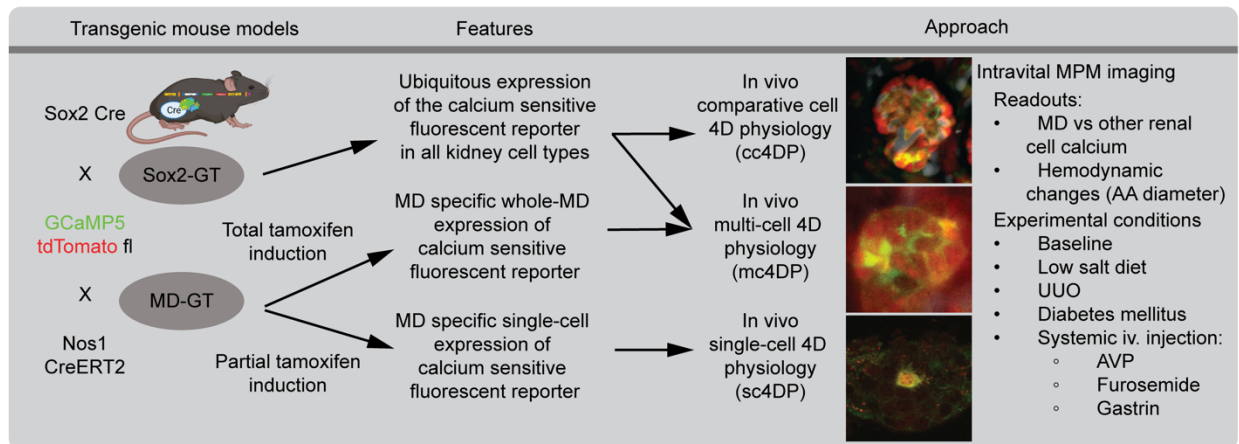 Transgenic mouse models
Features
Approach
Sox2 Cre
Cre
X
Sox2-GT
GCaMP5
tdTomato fl
X
MD-GT
Nos1
CreERT2
Total tamoxifen
induction
Partial tamoxifen
induction
Ubiquitous expression
of the calcium sensitive
fluorescent reporter
in all kidney cell types
MD specific whole-MD
expression of
calcium sensitive
fluorescent reporter
MD specific single-cell
expression of
calcium sensitive
fluorescent reporter
In vivo
comparative cell
4D physiology
(cc4DP)
In vivo
multi-cell 4D
physiology
(mc4DP)
In vivo
single-cell 4D
physiology
(sc4DP)
Intravital MPM imaging
Readouts:
• MD vs other renal
cell calcium
• Hemodynamic
changes (AA diameter)
Experimental conditions
• Baseline
• Low salt diet
• UUO
• Diabetes mellitus
• Systemic iv. injection:
◦ AVP
◦ Furosemide
◦ Gastrin